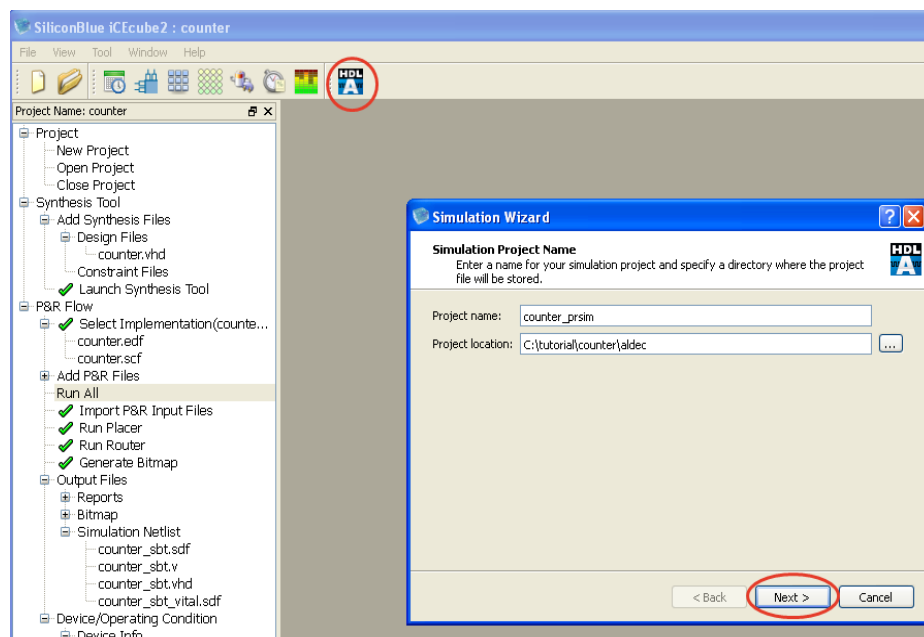 SiliconBlue iCEcube2 : counter
File View Tool Window Help
HDL
A
Project Name: counter
Project
New Project
Open Project
Close Project
Synthesis Tool
Add Synthesis Files
Design Files
counter.vhd
Constraint Files
Launch Synthesis Tool
P&R Flow
Select Implementation(counte...
counter.edf
counter.scf
Add P&R Files
Run All
Import P&R Input Files
Run Placer
Run Router
Generate Bitmap
Output Files
Reports
Bitmap
Simulation Netlist
counter_sbt.sdf
counter_sbt.v
counter_sbt.vhd
counter_sbt_vital.sdf
Device/Operating Condition
Device Info
Simulation Wizard
Simulation Project Name
Enter a name for your simulation project and specify a directory where the project
file will be stored.
HDL
A
Project name: counter_prsim
Project location: C:\tutorial\counter\aldec ...
< Back Next > Cancel